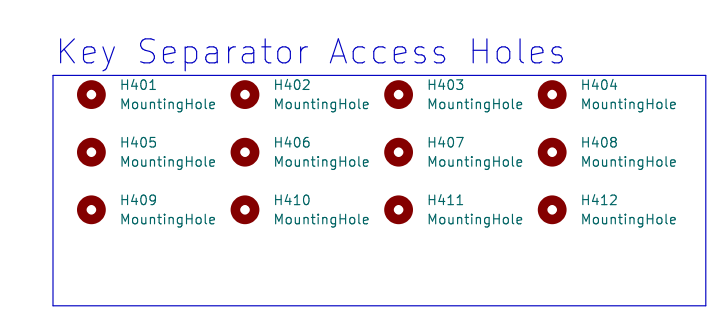 Key Separator Access Holes
H401
MountingHole
H402
MountingHole
H403
MountingHole
H404
MountingHole
H405
MountingHole
H406
MountingHole
H407
MountingHole
H408
MountingHole
H409
MountingHole
H410
MountingHole
H411
MountingHole
H412
MountingHole